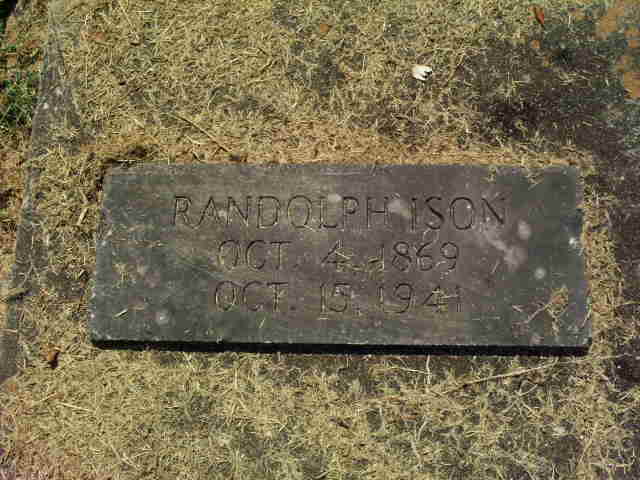 RANDOLPH ISON
OCT. 4, 1869
OCT. 15, 1941